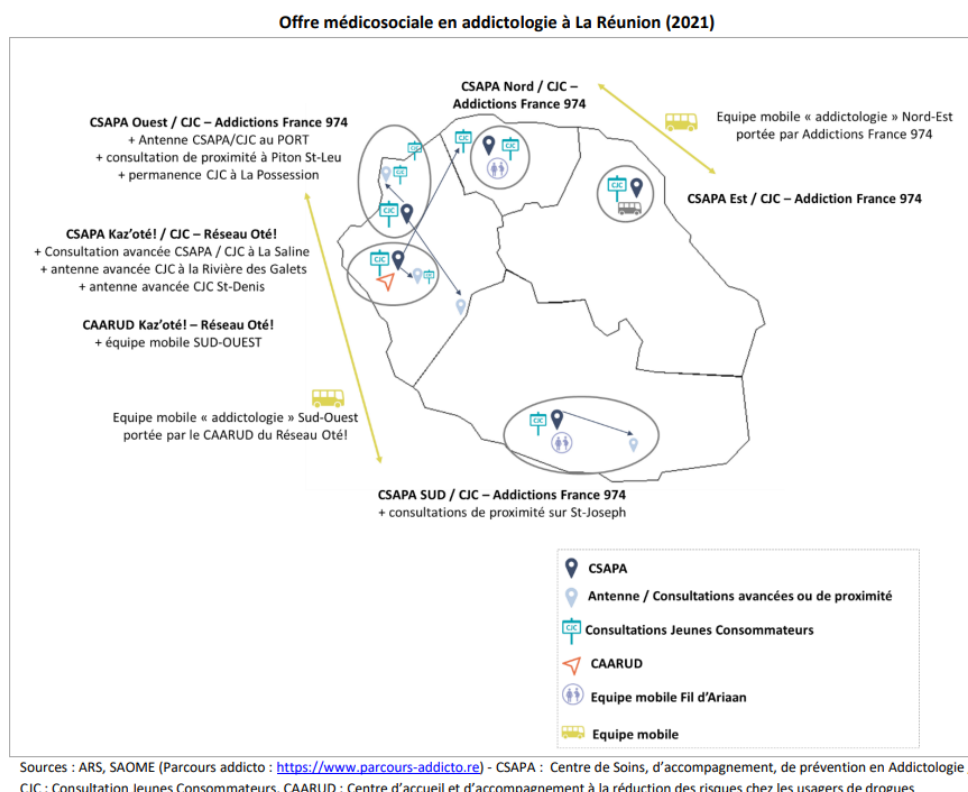 Offre médicosociale en addictologie à La Réunion (2021)
CSAPA Nord / CJC –
Addictions France 974
Equipe mobile « addictologie » Nord-Est
portée par Addictions France 974
CSAPA Ouest / CJC – Addictions France 974
+ Antenne CSAPA/CJC au PORT
+ consultation de proximité à Piton St-Leu
+ permanence CJC à La Possession
CJC
CJC
CJC
CJC
CJC
CJC
CSAPA Est / CJC – Addiction France 974
CSAPA Kaz'oté! / CJC – Réseau Oté!
+ Consultation avancée CSAPA / CJC à La Saline
+ antenne avancée CJC à la Rivière des Galets
+ antenne avancée CJC St-Denis
CJC
CJC
CAARUD Kaz'oté! – Réseau Oté!
+ équipe mobile SUD-OUEST
Equipe mobile « addictologie » Sud-Ouest
portée par le CAARUD du Réseau Oté!
CJC
CSAPA SUD / CJC – Addictions France 974
+ consultations de proximité sur St-Joseph
CSAPA
Antenne / Consultations avancées ou de proximité
CJC
Consultations Jeunes Consommateurs
CAARUD
Equipe mobile Fil d'Ariaan
Equipe mobile
Sources : ARS, SAOME (Parcours addicto : https://www.parcours-addicto.re) - CSAPA : Centre de Soins, d'accompagnement, de prévention en Addictologie ;
CJC : Consultation Jeunes Consommateurs, CAARUD : Centre d'accueil et d'accompagnement à la réduction des risques chez les usagers de drogues